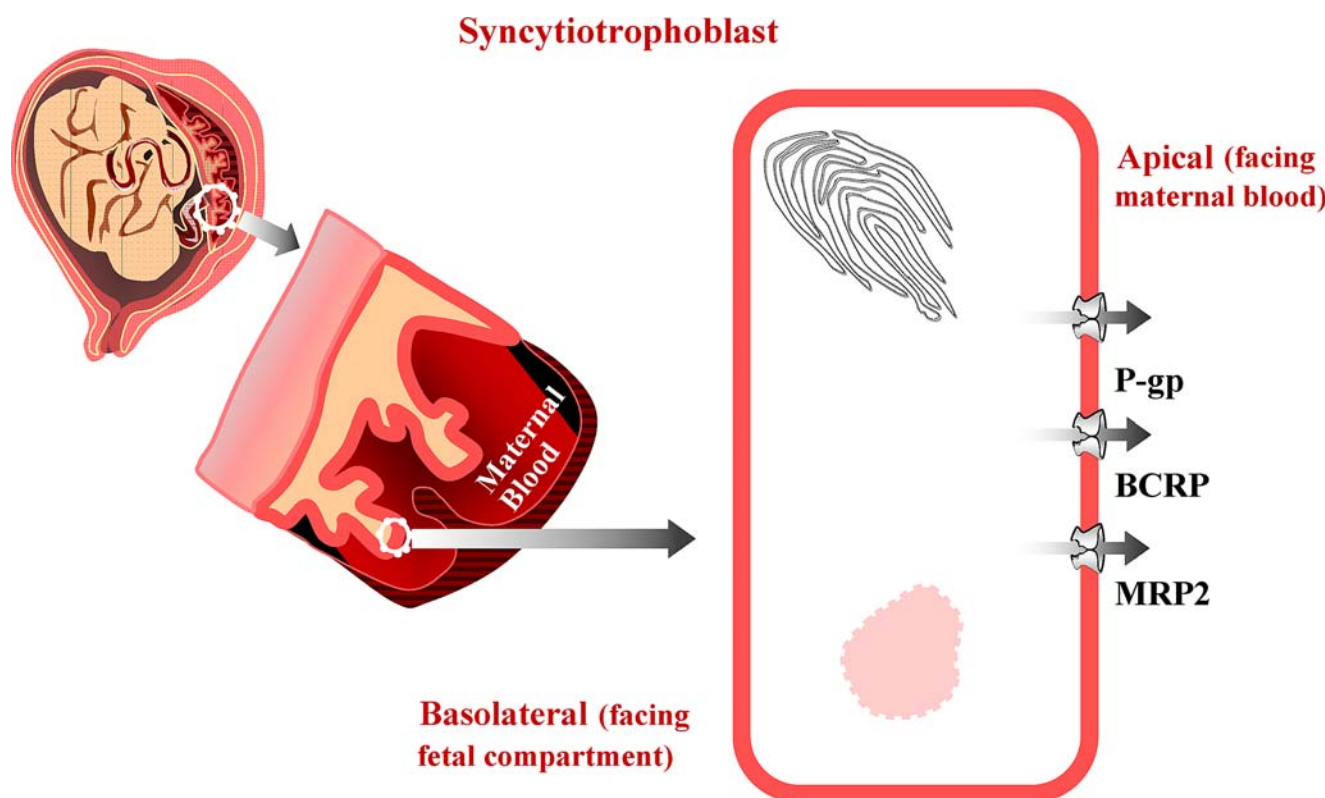 Syncytiotrophoblast
Apical (facing
maternal blood)
Maternal
Blood
P-gp
BCRP
MRP2
Basolateral (facing
fetal compartment)